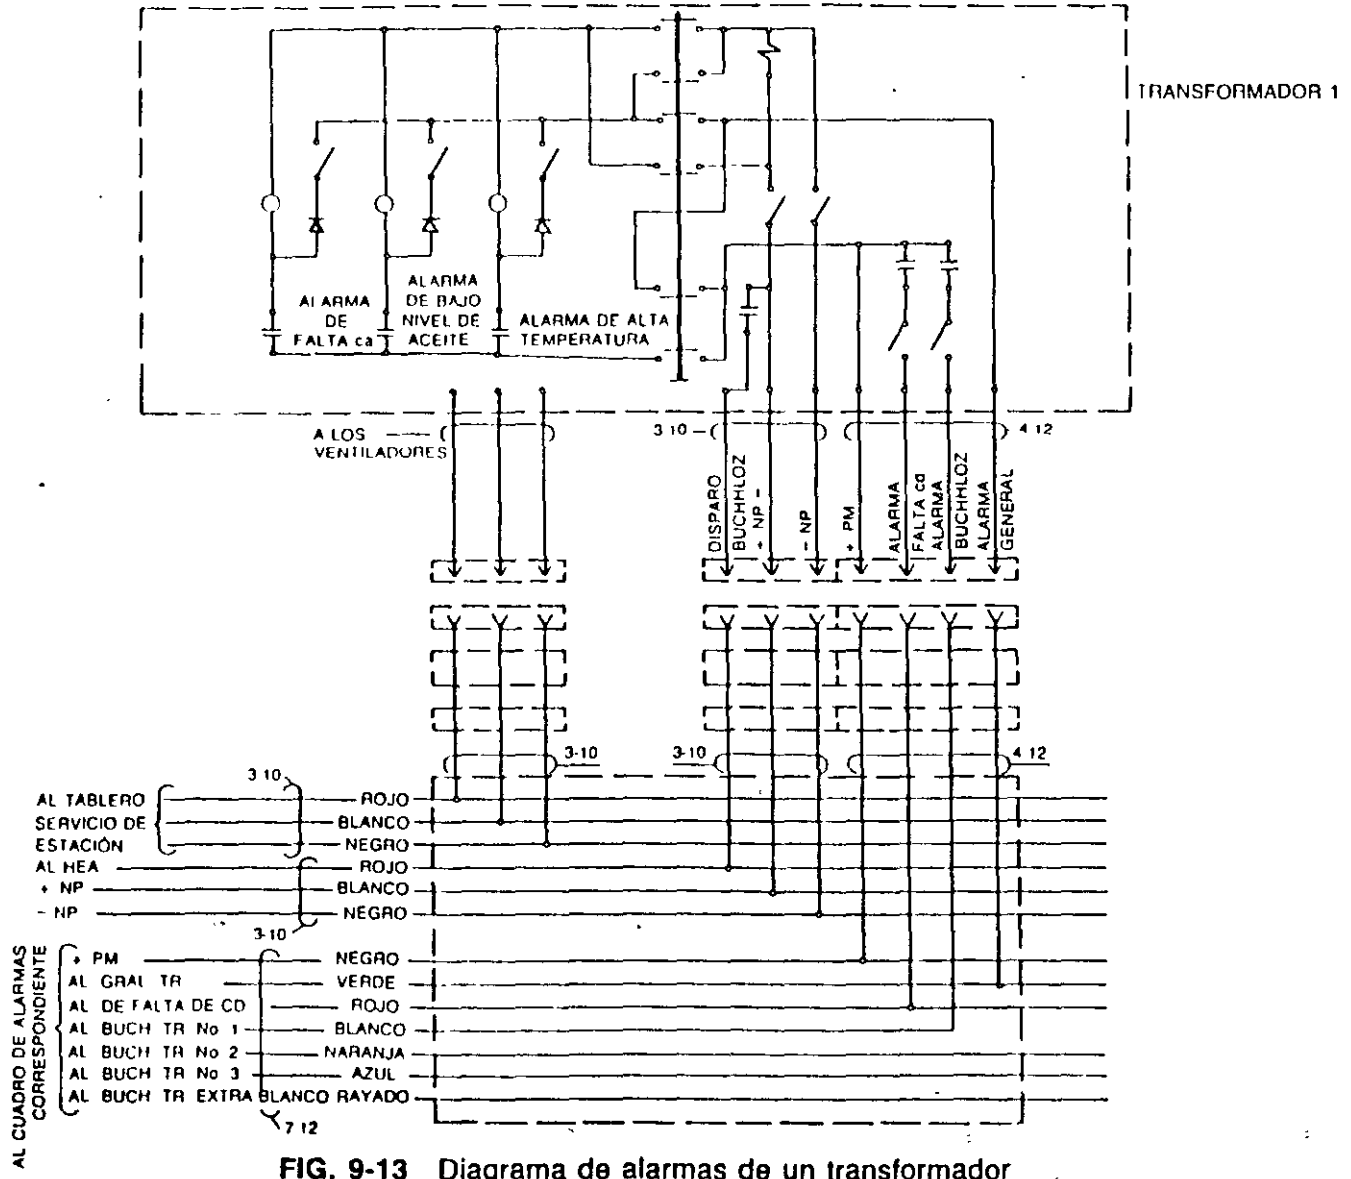 TRANSFORMADOR 1
ALARMA
DE
FALTA ca
ALARMA
DE BAJO
NIVEL DE
ACEITE
ALARMA DE ALTA
TEMPERATURA
A LOS
VENTILADORES
3 10
4 12
DISPARO
BUCHHLOZ
+ NP -
- NP
+ PM
ALARMA
FALTA cd
ALARMA
BUCHHLOZ
ALARMA
GENERAL
3-10
3-10
4 12
3 10
AL TABLERO
SERVICIO DE
ESTACIÓN
ROJO
BLANCO
NEGRO
AL HEA
ROJO
+ NP
BLANCO
- NP
NEGRO
3-10
AL CUADRO DE ALARMAS
CORRESPONDIENTE
+ PM
NEGRO
AL GRAL TR
VERDE
AL DE FALTA DE CD
ROJO
AL BUCH TR No 1
BLANCO
AL BUCH TR No 2
NARANJA
AL BUCH TR No 3
AZUL
AL BUCH TR EXTRA BLANCO RAYADO
7 12
FIG. 9-13 Diagrama de alarmas de un transformador